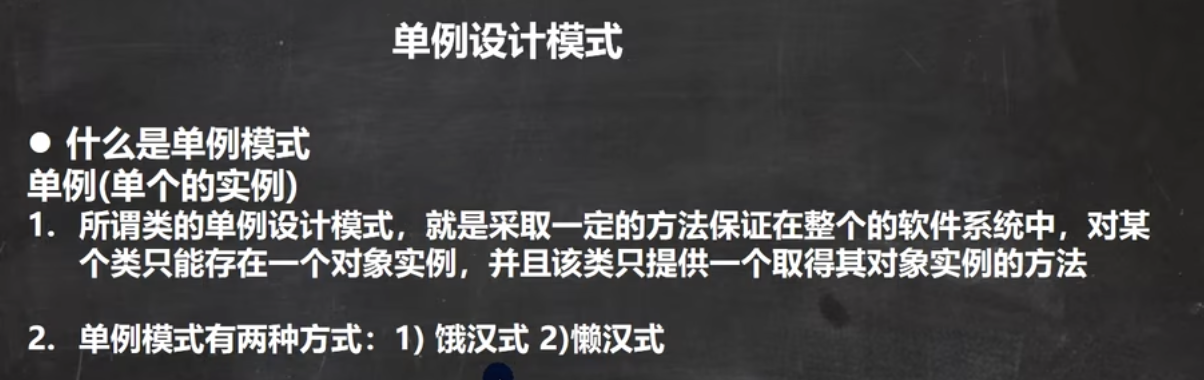 单例设计模式
● 什么是单例模式
单例(单个的实例)
1. 所谓类的单例设计模式，就是采取一定的方法保证在整个的软件系统中，对某
个类只能存在一个对象实例，并且该类只提供一个取得其对象实例的方法
2. 单例模式有两种方式：1) 饿汉式 2)懒汉式